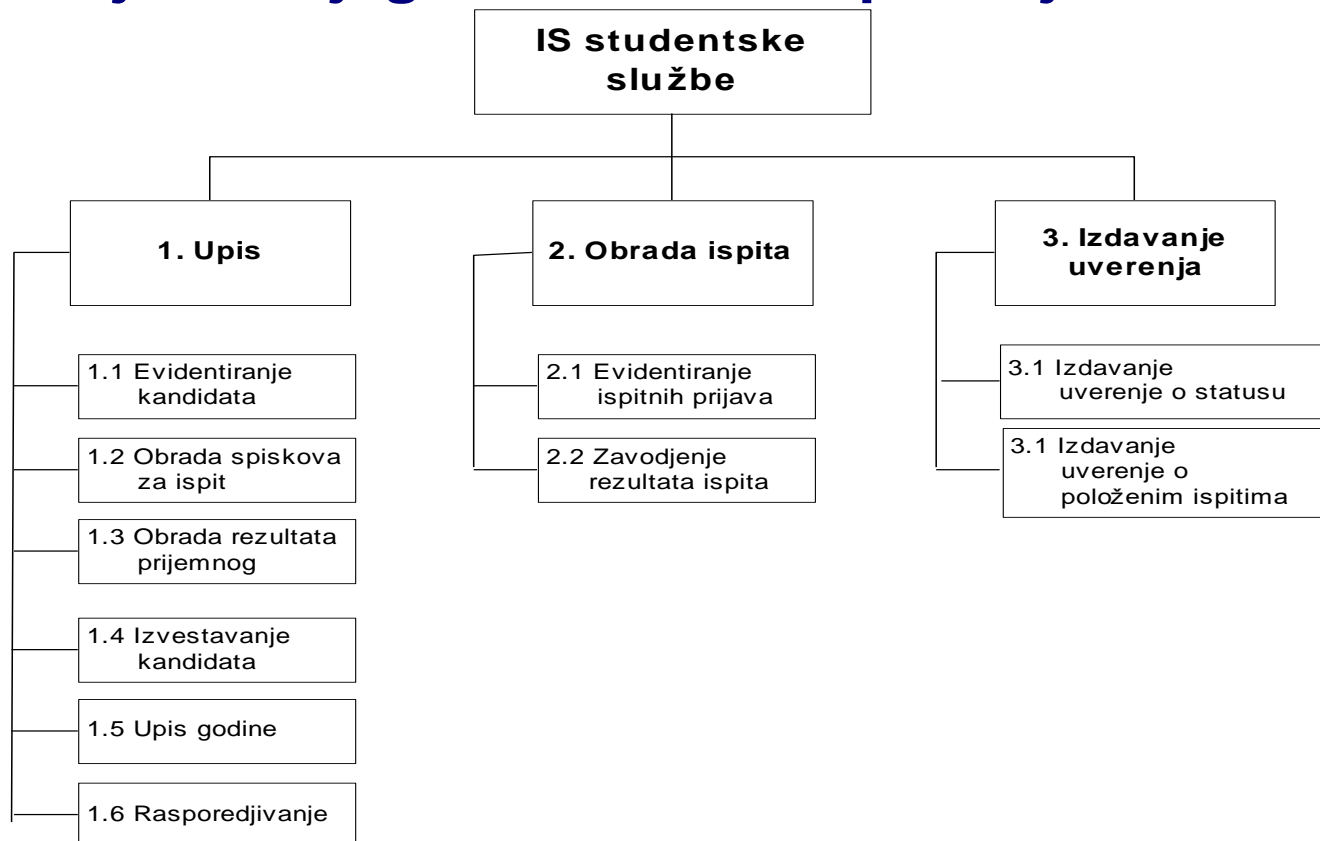 IS studentske
službe
1. Upis
1.1 Evidentiranje
kandidata
1.2 Obrada spiskova
za ispit
1.3 Obrada rezultata
prijemnog
1.4 Izvestavanje
kandidata
1.5 Upis godine
1.6 Rasporedjivanje
2. Obrada ispita
2.1 Evidentiranje
ispitnih prijava
2.2 Zavodjenje
rezultata ispita
3. Izdavanje
uverenja
3.1 Izdavanje
uverenje o statusu
3.1 Izdavanje
uverenje o
položenim ispitima